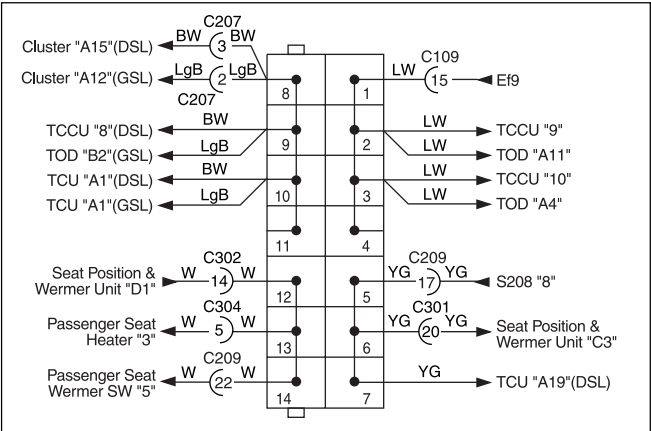 C207
Cluster "A15"(DSL) BW 3 BW
Cluster "A12"(GSL) LgB 2 LgB 8
C207
TCCU "8"(DSL) BW
TOD "B2"(GSL) LgB 9
TCU "A1"(DSL) BW
TCU "A1"(GSL) LgB 10
11
C302
Seat Position &
Wermer Unit "D1" W 14 W 12
C304
Passenger Seat
Heater "3" W 5 W 13
C209
Passenger Seat
Wermer SW "5" W 22 W 14
C109
1 LW 15 Ef9
LW TCCU "9"
2 LW TOD "A11"
LW TCCU "10"
3 LW TOD "A4"
4
C209
5 YG 17 YG S208 "8"
C301
6 YG 20 YG Seat Position &
Wermer Unit "C3"
7 YG TCU "A19"(DSL)